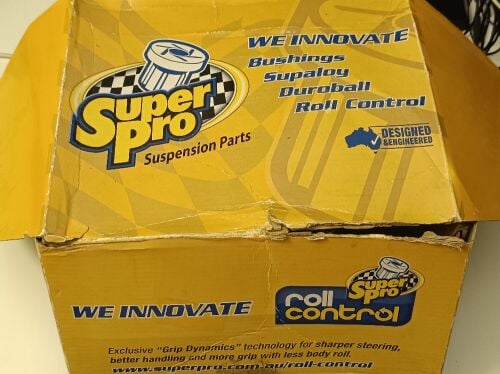 Super
Pro
Suspension Parts
WE INNOVATE
Bushings
Supaloy
Duroball
Roll Control
DESIGNED
& ENGINEERED
WE INNOVATE
roll
control
Super
Pro
Exclusive "Grip Dynamics" technology for sharper steering,
better handling and more grip with less body roll.
www.superpro.com.au/roll-control